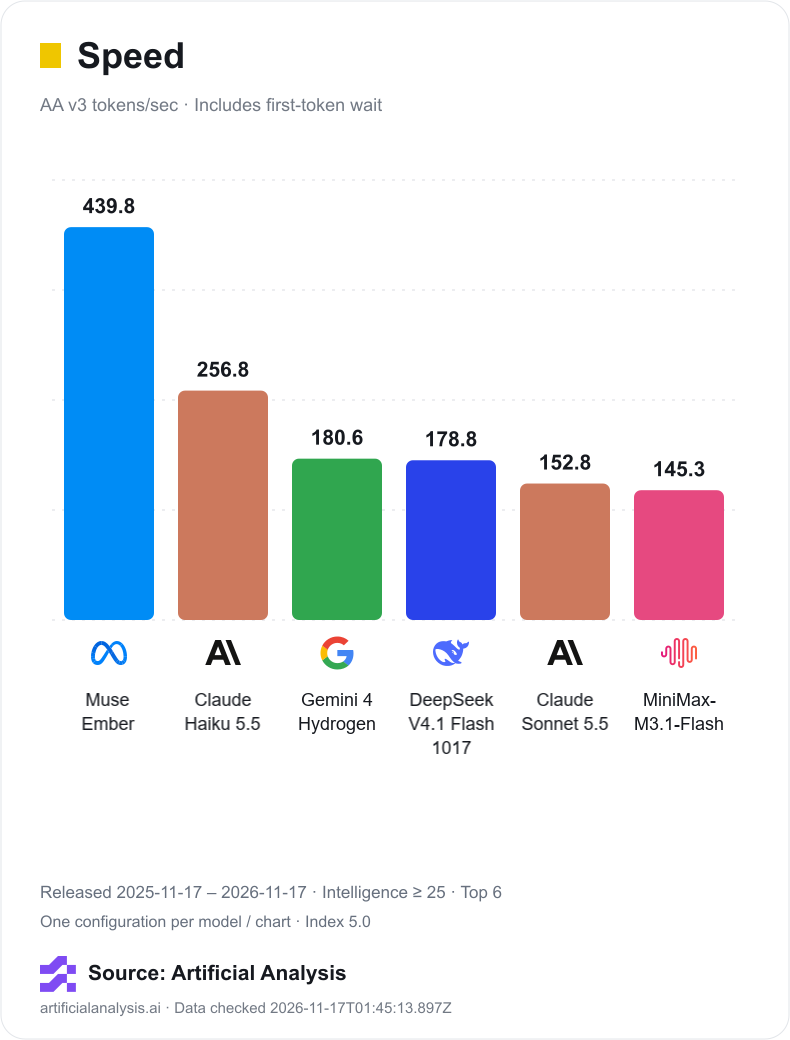 Speed
AA v3 tokens/sec · Includes first-token wait
439.8
256.8
180.6
178.8
152.8
145.3
Muse
Ember
Claude
Haiku 5.5
Gemini 4
Hydrogen
DeepSeek
V4.1 Flash
1017
Claude
Sonnet 5.5
MiniMax-
M3.1-Flash
Released 2025-11-17 – 2026-11-17 · Intelligence ≥ 25 · Top 6
One configuration per model / chart · Index 5.0
Source: Artificial Analysis
artificialanalysis.ai · Data checked 2026-11-17T01:45:13.897Z